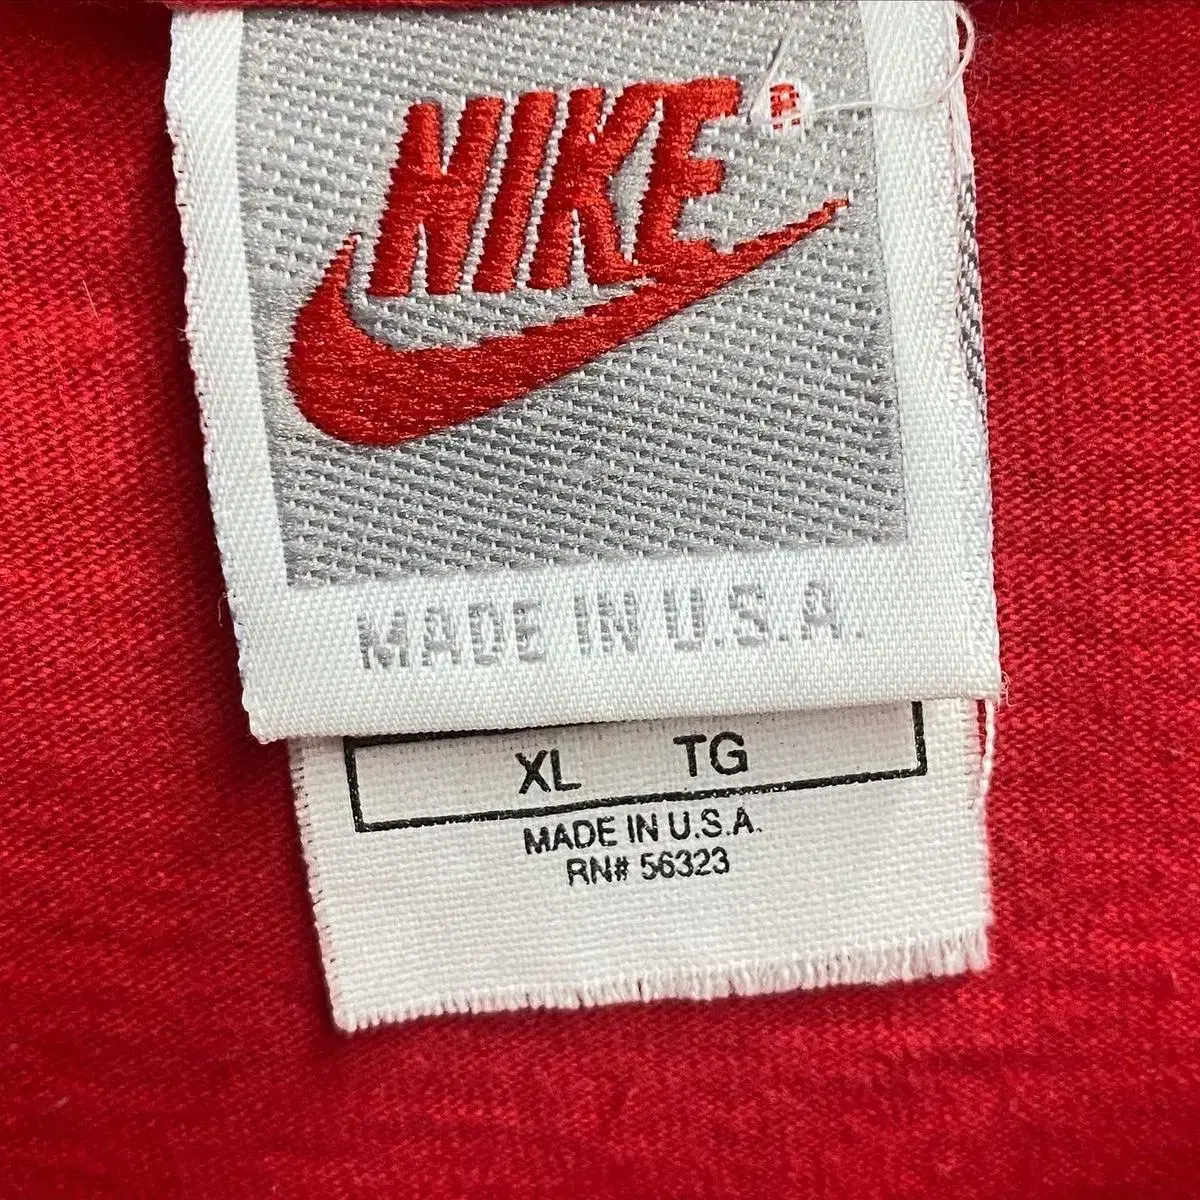 NIKE®
MADE IN U.S.A.
XL TG
MADE IN U.S.A.
RN# 56323